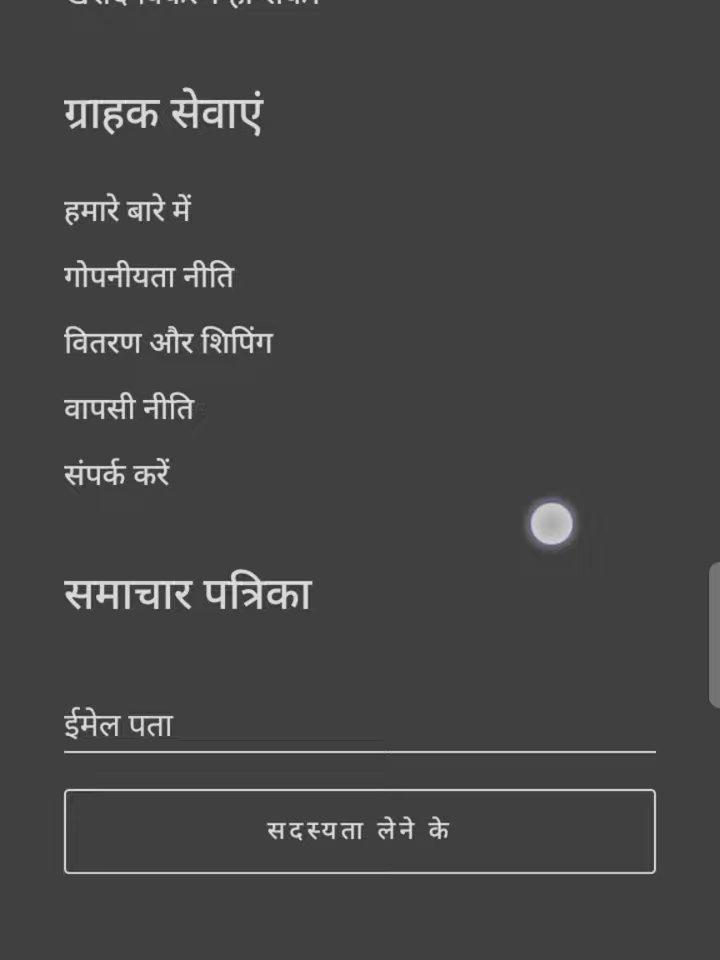 ग्राहक सेवाएं
हमारे बारे में
गोपनीयता नीति
वितरण और शिपिंग
वापसी नीति
संपर्क करें
समाचार पत्रिका
ईमेल पता
सदस्यता लेने के